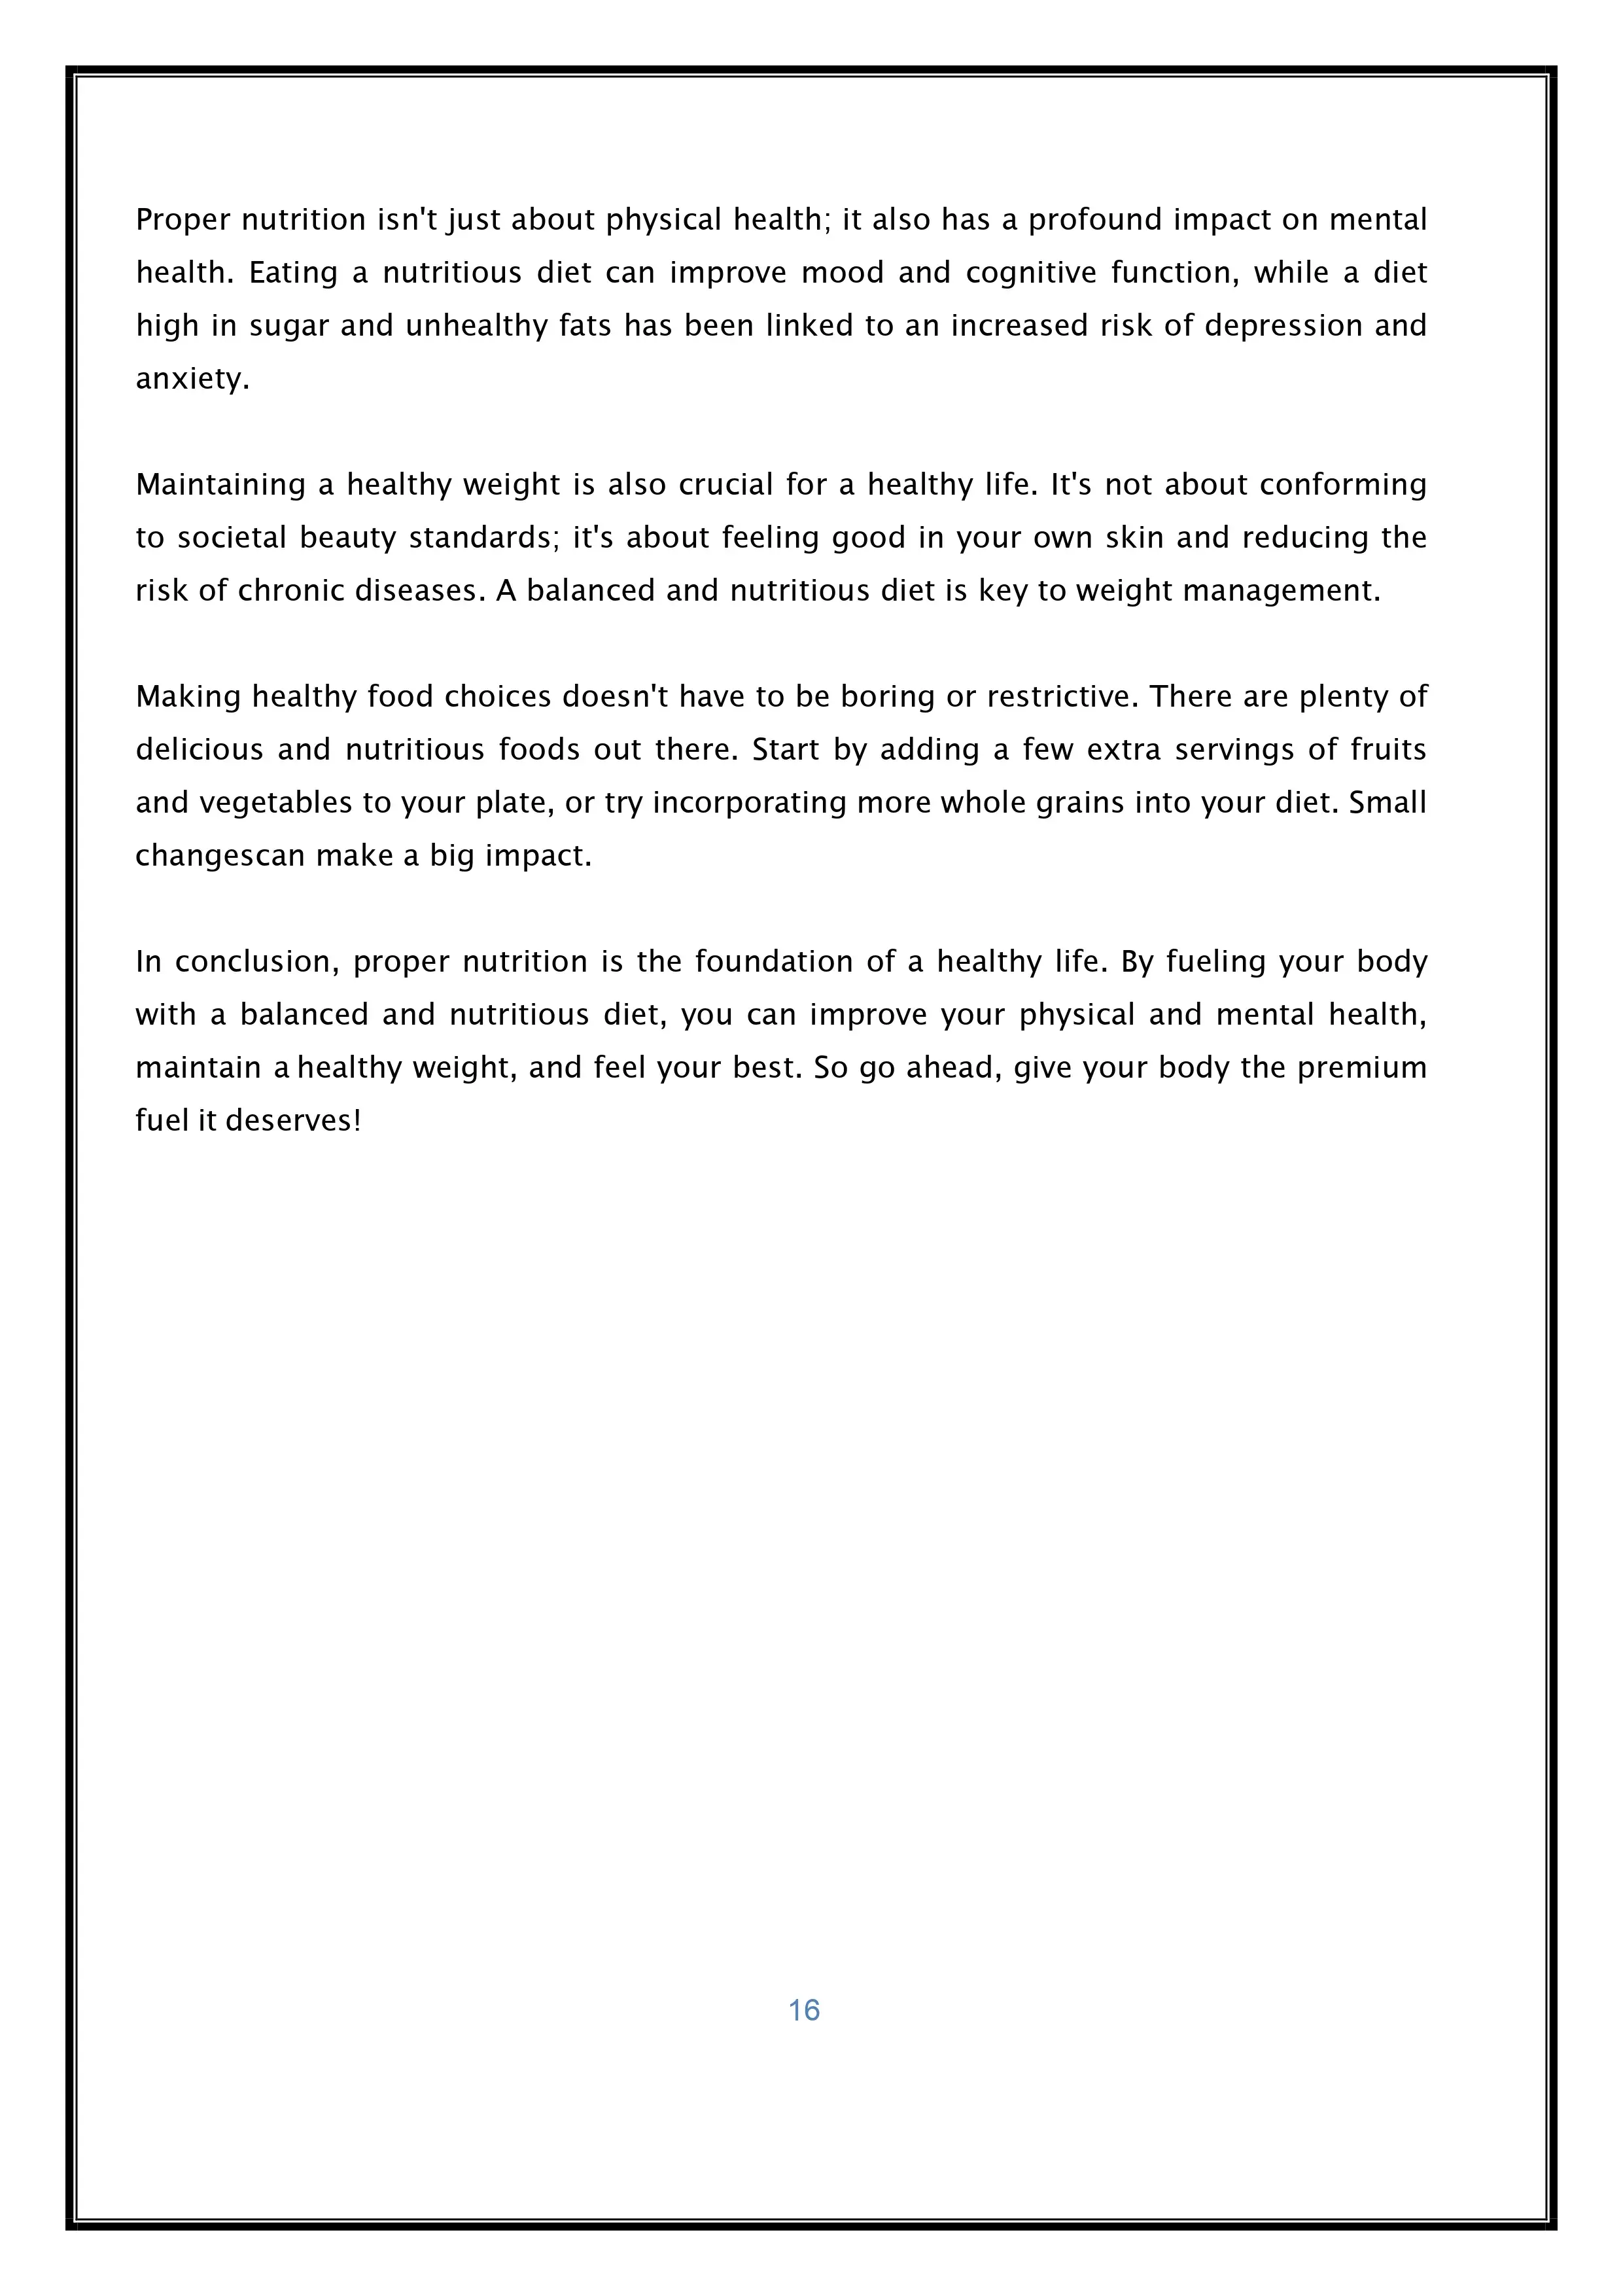 Proper nutrition isn't just about physical health; it also has a profound impact on mental
health. Eating a nutritious diet can improve mood and cognitive function, while a diet
high in sugar and unhealthy fats has been linked to an increased risk of depression and
anxiety.
Maintaining a healthy weight is also crucial for a healthy life. It's not about conforming
to societal beauty standards; it's about feeling good in your own skin and reducing the
risk of chronic diseases. A balanced and nutritious diet is key to weight management.
Making healthy food choices doesn't have to be boring or restrictive. There are plenty of
delicious and nutritious foods out there. Start by adding a few extra servings of fruits
and vegetables to your plate, or try incorporating more whole grains into your diet. Small
changescan make a big impact.
In conclusion, proper nutrition is the foundation of a healthy life. By fueling your body
with a balanced and nutritious diet, you can improve your physical and mental health,
maintain a healthy weight, and feel your best. So go ahead, give your body the premium
fuel it deserves!
16